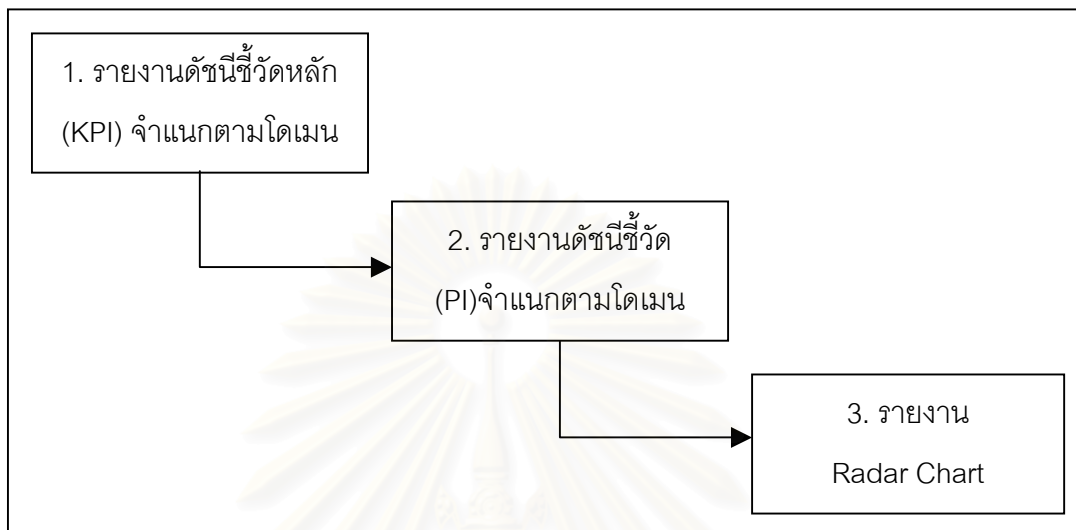 1. รายงานดัชนีชี้วัดหลัก
(KPI) จำแนกตามโดเมน
2. รายงานดัชนีชี้วัด
(PI)จำแนกตามโดเมน
3. รายงาน
Radar Chart